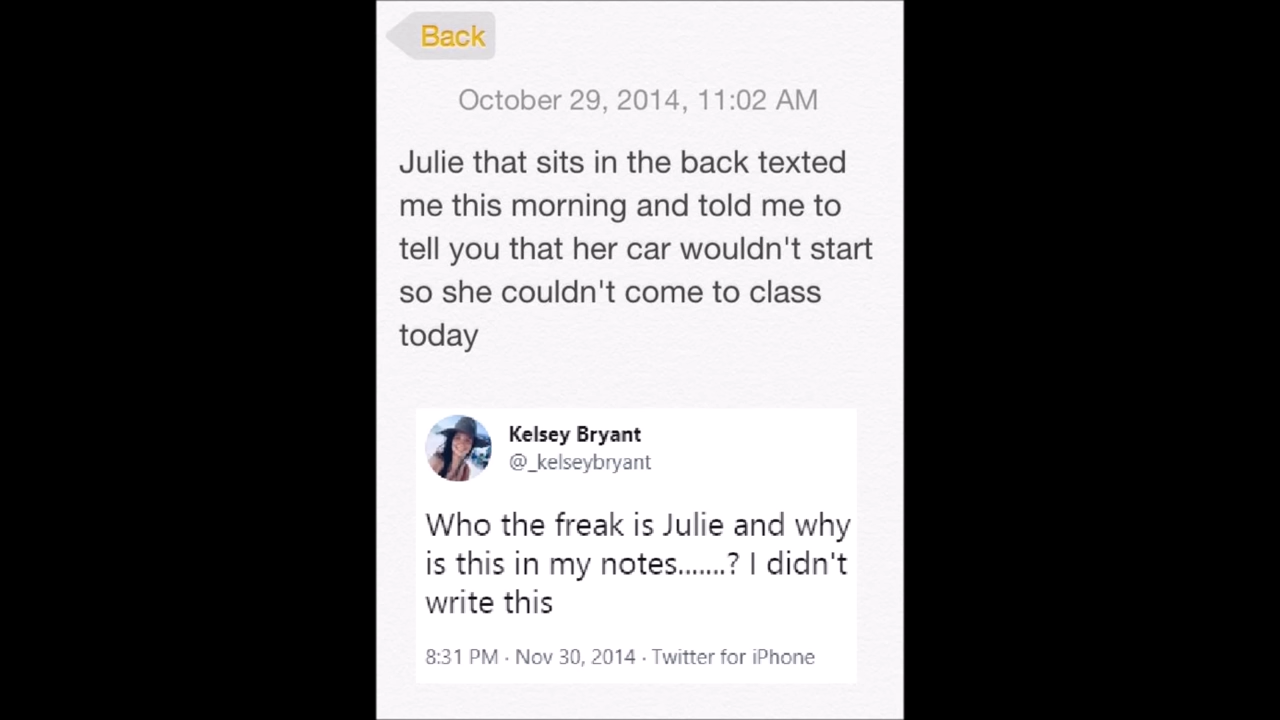 Back
October 29, 2014, 11:02 AM
Julie that sits in the back texted
me this morning and told me to
tell you that her car wouldn't start
so she couldn't come to class
today
Kelsey Bryant
@_kelseybryant
Who the freak is Julie and why
is this in my notes.......? I didn't
write this
8:31 PM · Nov 30, 2014 · Twitter for iPhone